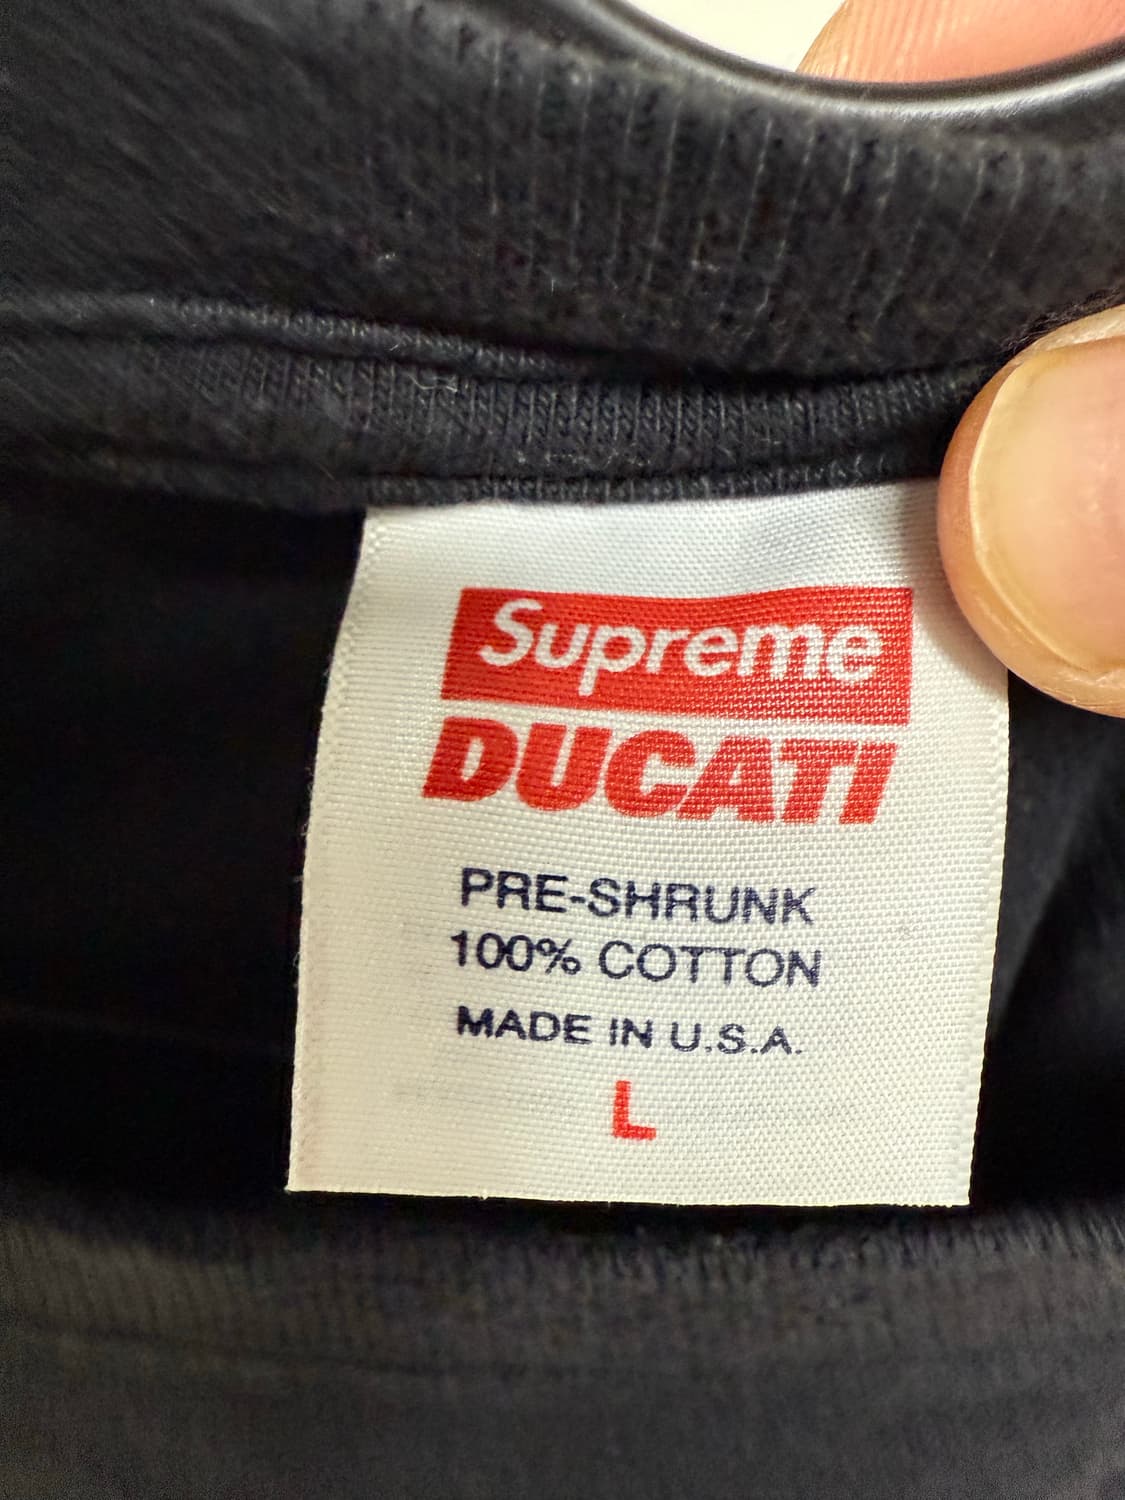 Supreme
DUCATI
PRE-SHRUNK
100% COTTON
MADE IN U.S.A.
L